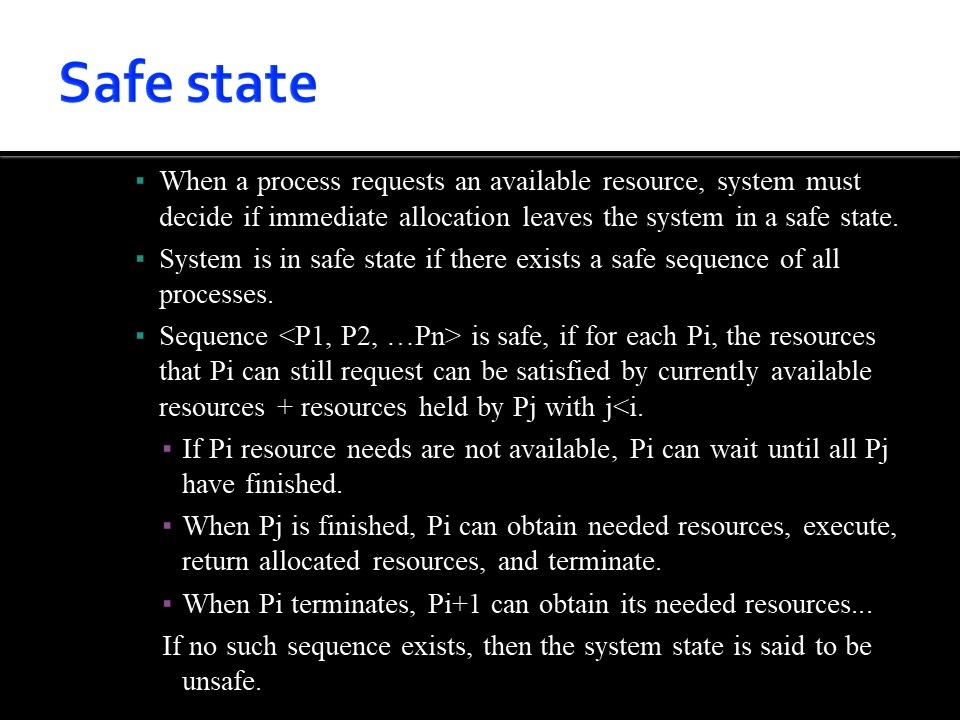 Safe state
▪ When a process requests an available resource, system must
decide if immediate allocation leaves the system in a safe state.
▪ System is in safe state if there exists a safe sequence of all
processes.
▪ Sequence <P1, P2, …Pn> is safe, if for each Pi, the resources
that Pi can still request can be satisfied by currently available
resources + resources held by Pj with j<i.
▪ If Pi resource needs are not available, Pi can wait until all Pj
have finished.
▪ When Pj is finished, Pi can obtain needed resources, execute,
return allocated resources, and terminate.
▪ When Pi terminates, Pi+1 can obtain its needed resources...
If no such sequence exists, then the system state is said to be
unsafe.